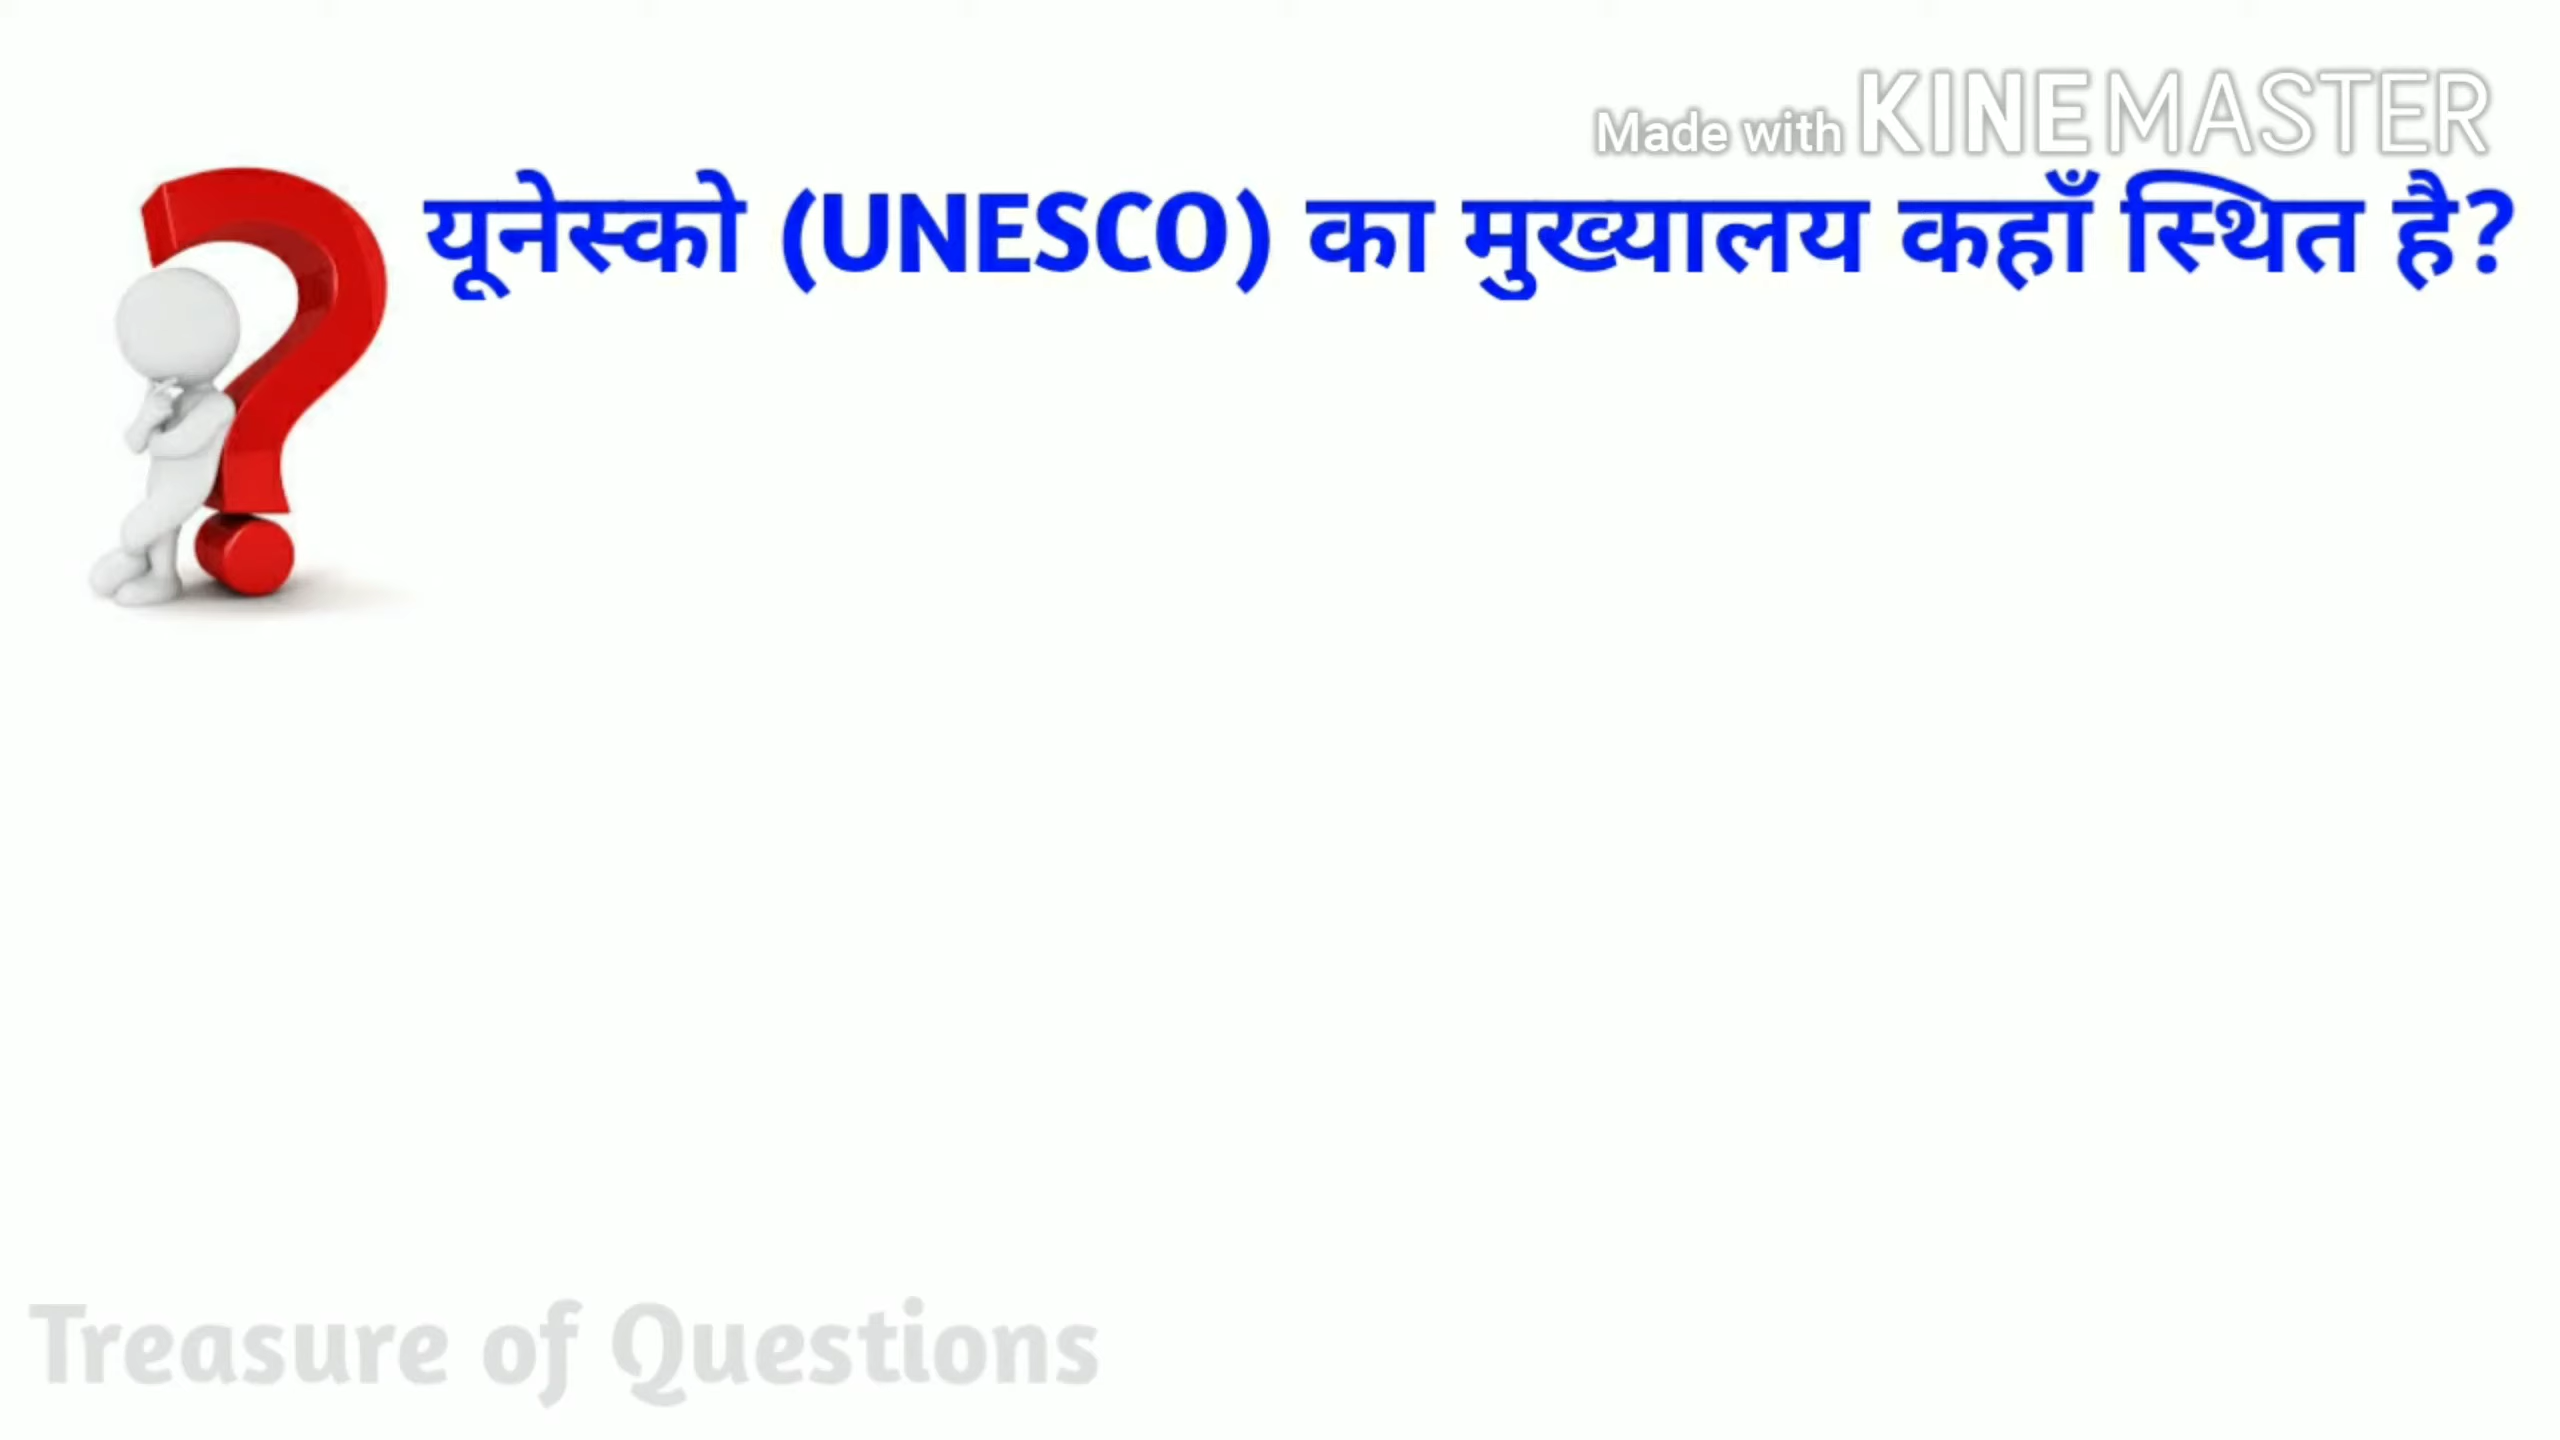 Made with KINEMASTER
यूनेस्को (UNESCO) का मुख्यालय कहाँ स्थित है?
Treasure of Questions